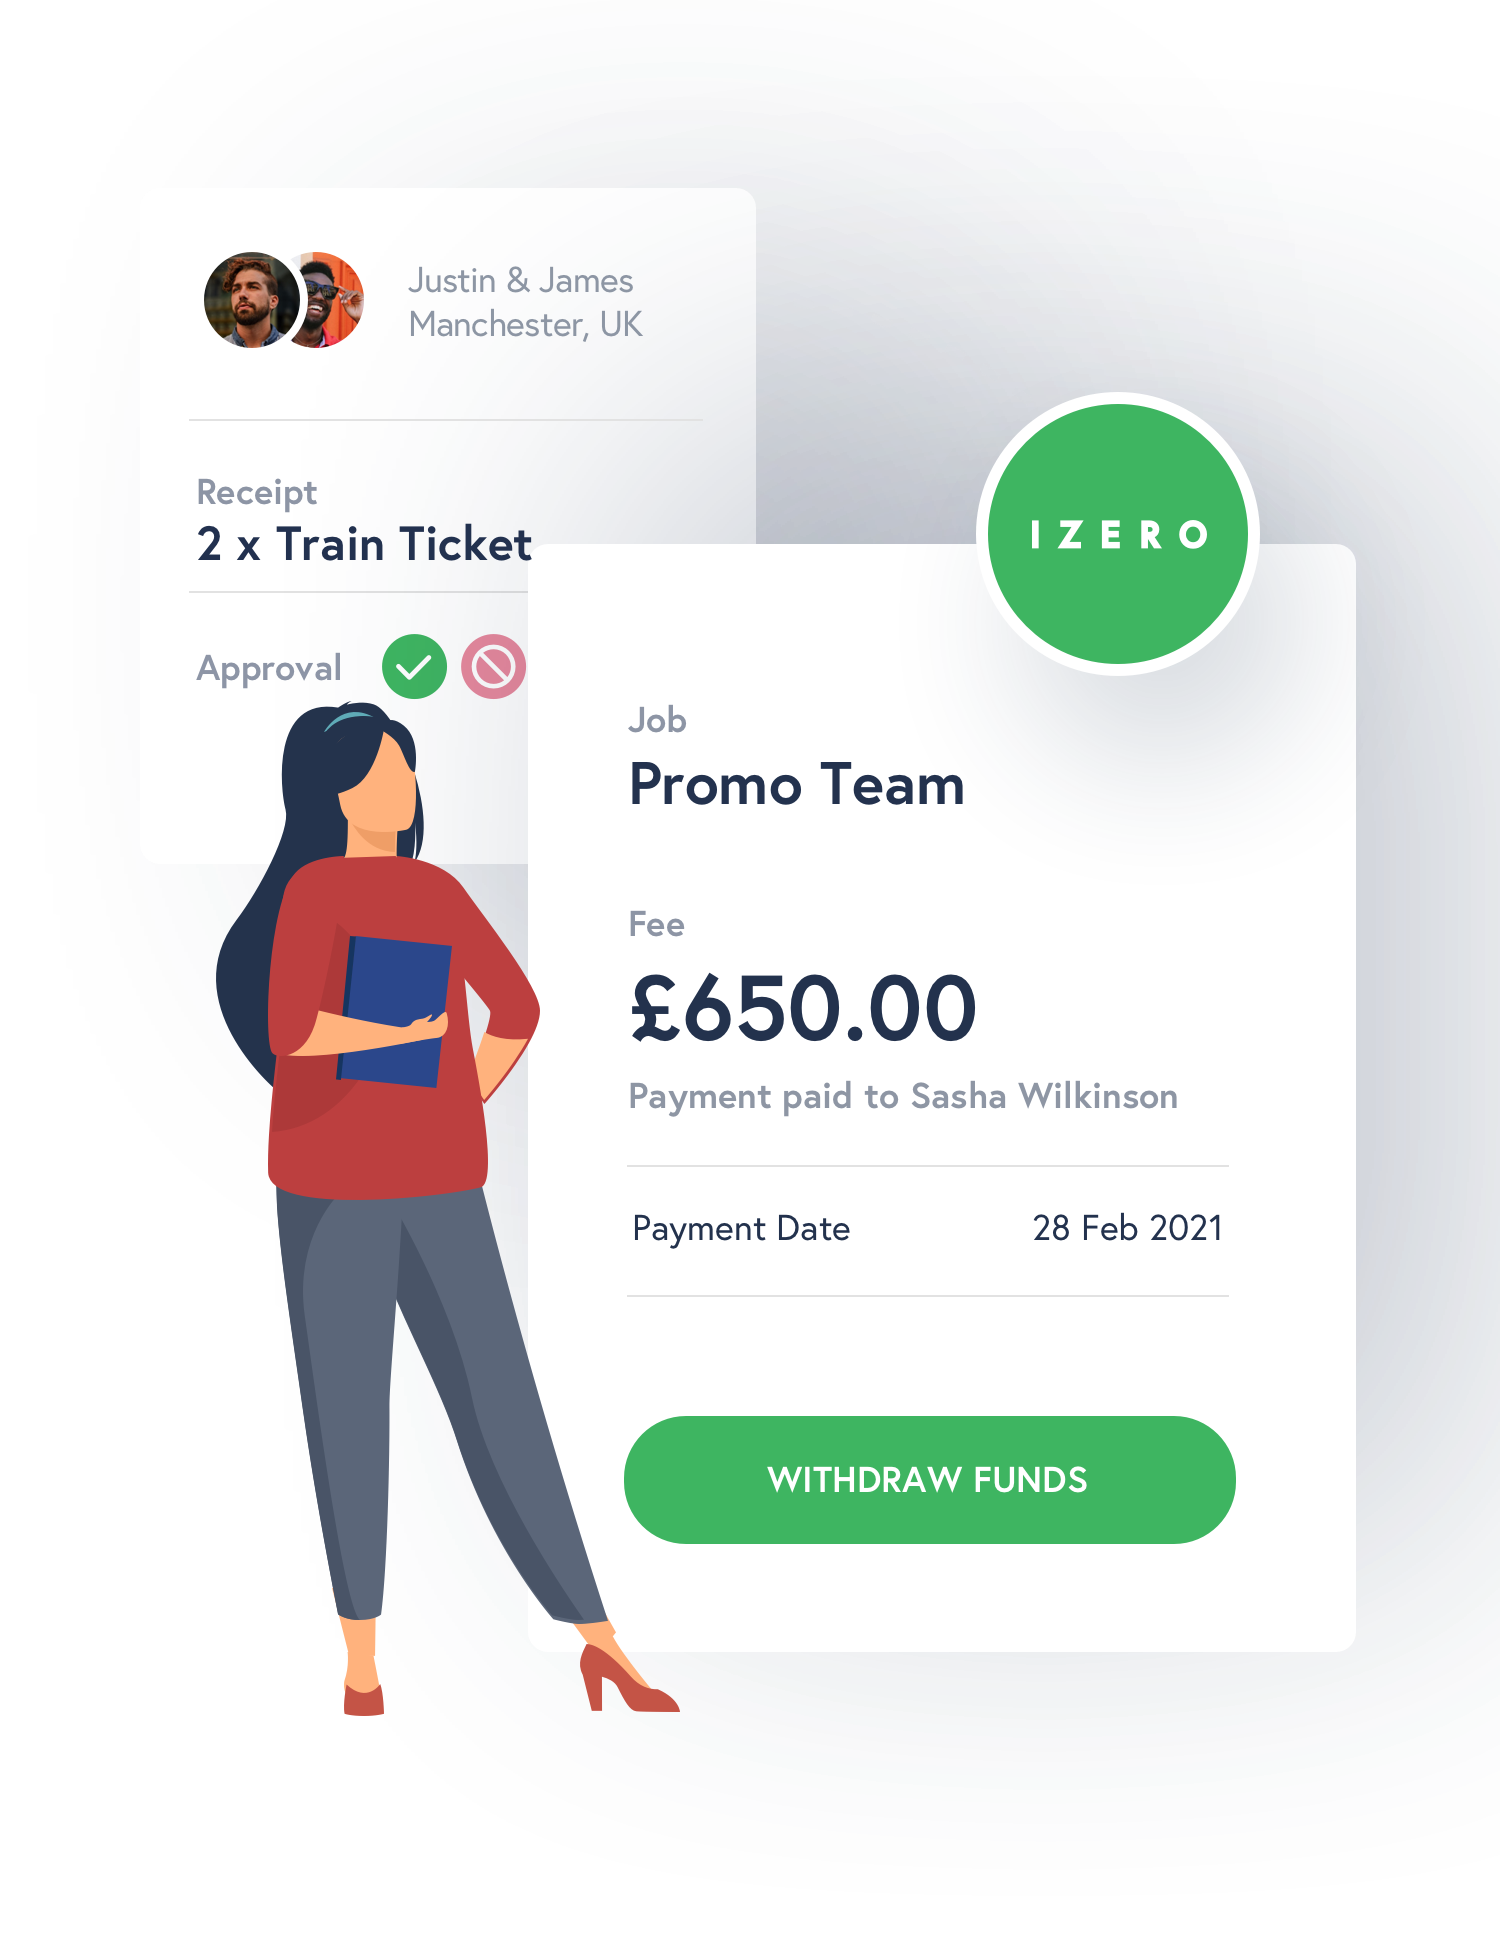 Justin & James
Manchester, UK
Receipt
2 x Train Ticket
Approval
IZERO
Job
Promo Team
Fee
£650.00
Payment paid to Sasha Wilkinson
Payment Date 28 Feb 2021
WITHDRAW FUNDS